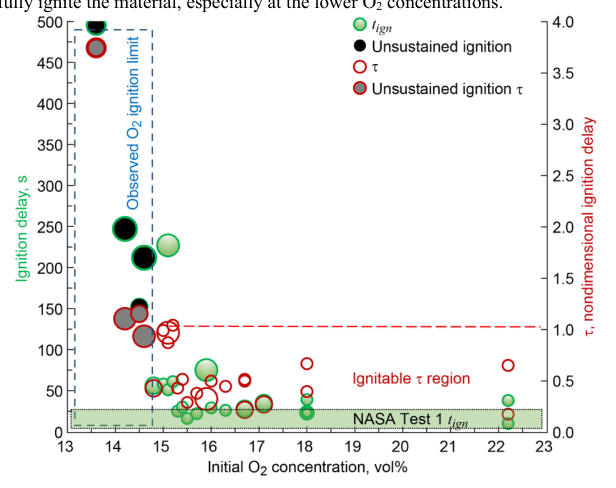 fully ignite the material, especially at the lower O₂ concentrations.
500
450
400
350
300
250
200
150
100
50
0
Ignition delay, s
Observed O₂ ignition limit
t_ign
Unsustained ignition
τ
Unsustained ignition τ
4.0
3.5
3.0
2.5
2.0
1.5
1.0
0.5
0.0
τ, nondimensional ignition delay
Ignitable τ region
NASA Test 1 t_ign
13 14 15 16 17 18 19 20 21 22 23
Initial O₂ concentration, vol%